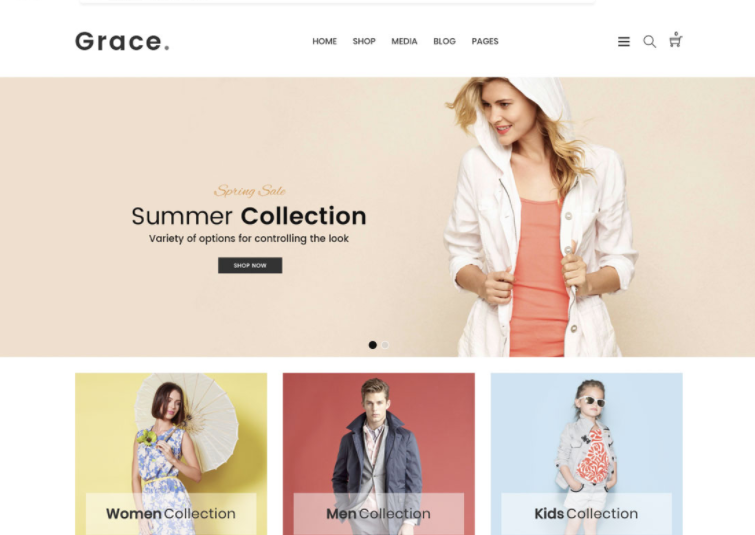 Grace.
HOME SHOP MEDIA BLOG PAGES
0
Spring Sale
Summer Collection
Variety of options for controlling the look
SHOP NOW
Women Collection
Men Collection
Kids Collection